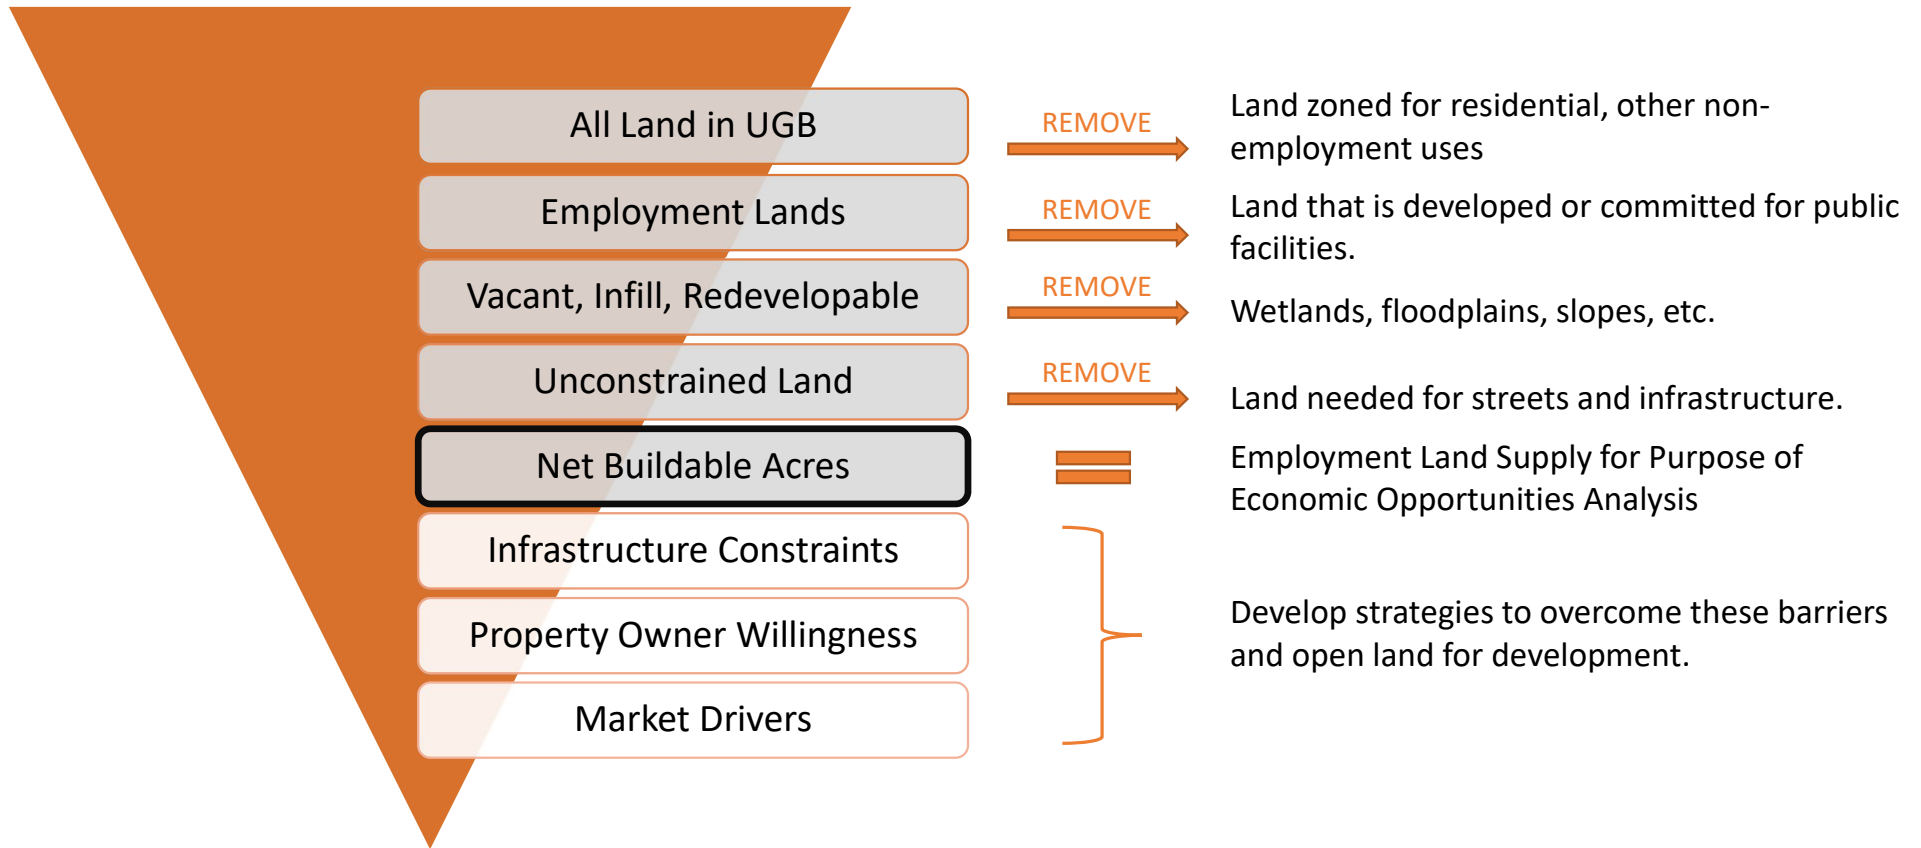 All Land in UGB
REMOVE
Land zoned for residential, other non-
employment uses
Employment Lands
REMOVE
Land that is developed or committed for public
facilities.
Vacant, Infill, Redevelopable
REMOVE
Wetlands, floodplains, slopes, etc.
Unconstrained Land
REMOVE
Land needed for streets and infrastructure.
Net Buildable Acres
Employment Land Supply for Purpose of
Economic Opportunities Analysis
Infrastructure Constraints
Property Owner Willingness
Market Drivers
Develop strategies to overcome these barriers
and open land for development.